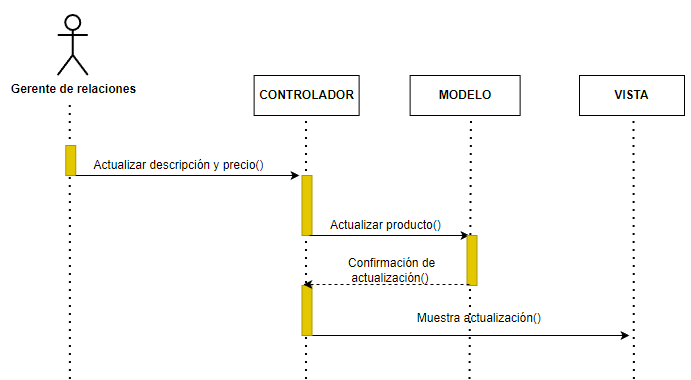 Gerente de relaciones
CONTROLADOR
MODELO
VISTA
Actualizar descripción y precio()
Actualizar producto()
Confirmación de
actualización()
Muestra actualización()